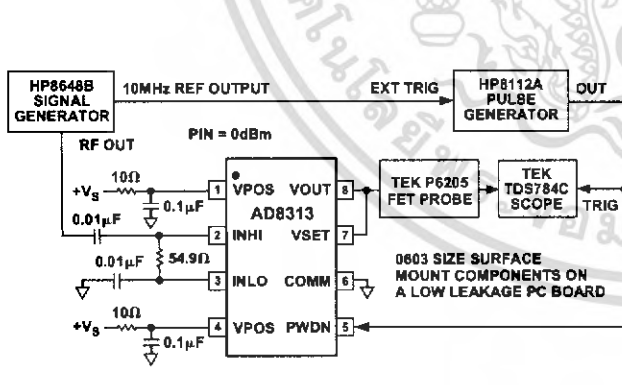 HP8648B
SIGNAL
GENERATOR
10MHz REF OUTPUT
EXT TRIG
HP8112A
PULSE
GENERATOR
OUT
RF OUT
PIN = 0dBm
+VS
10Ω
0.1μF
1 VPOS VOUT 8
AD8313
TEK P6205
FET PROBE
TEK
TDS784C
SCOPE
TRIG
0.01μF
2 INHI VSET 7
54.9Ω
0.01μF
3 INLO COMM 6
0603 SIZE SURFACE
MOUNT COMPONENTS ON
A LOW LEAKAGE PC BOARD
+VS
10Ω
0.1μF
4 VPOS PWDN 5